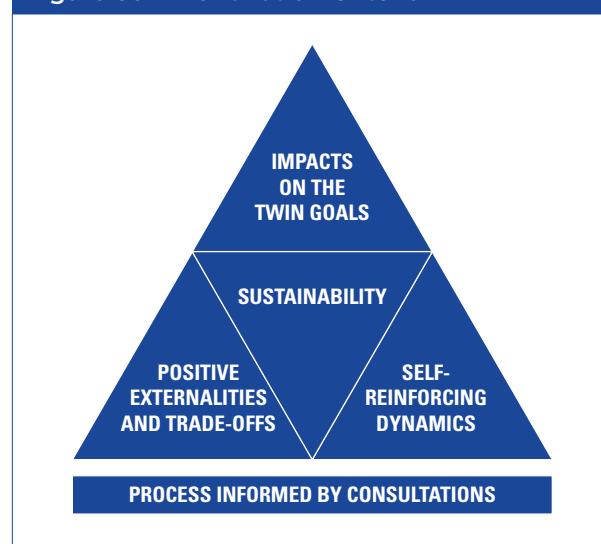 IMPACTS
ON THE
TWIN GOALS
SUSTAINABILITY
POSITIVE
EXTERNALITIES
AND TRADE-OFFS
SELF-
REINFORCING
DYNAMICS
PROCESS INFORMED BY CONSULTATIONS